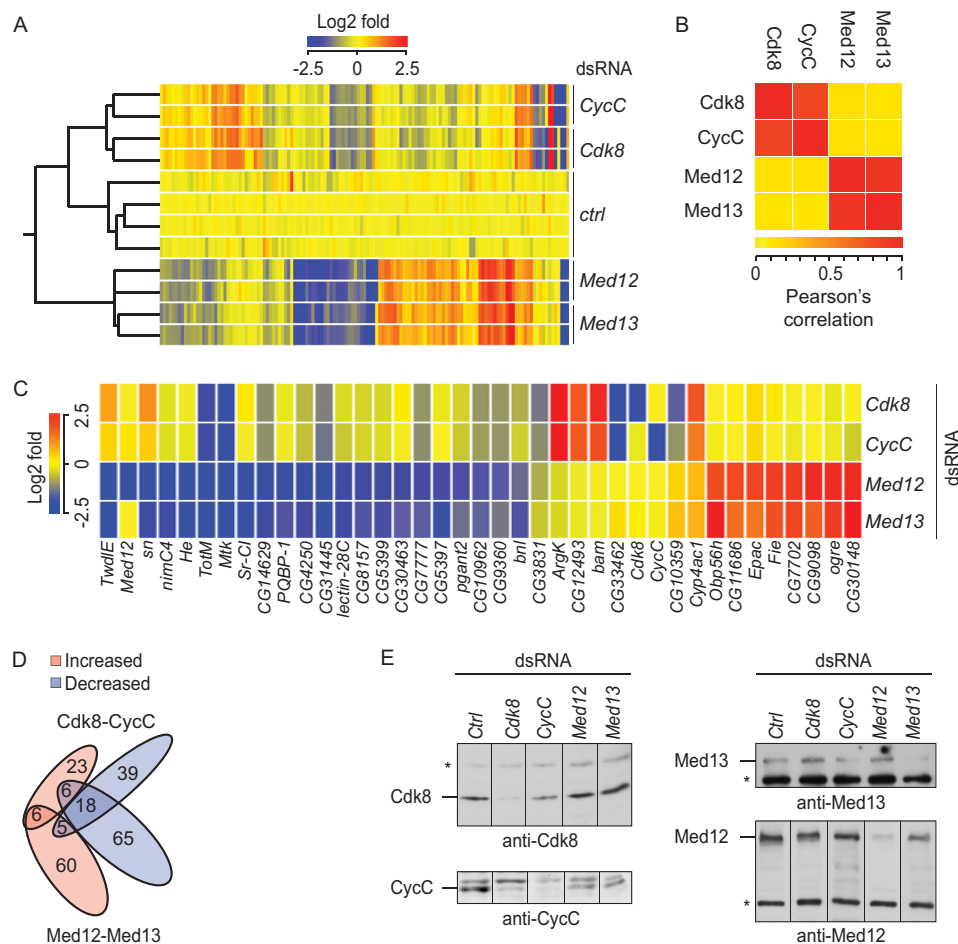 A
Log2 fold
-2.5 0 2.5
dsRNA
CycC
Cdk8
ctrl
Med12
Med13
B
Cdk8
CycC
Med12
Med13
Cdk8
CycC
Med12
Med13
0 0.5 1
Pearson's
correlation
C
Log2 fold
-2.5 0 2.5
Cdk8
CycC
Med12
Med13
dsRNA
TwdlE
Med12
sn
nimC4
He
TotM
Mtk
Sr-CI
CG14629
PQBP-1
CG4250
CG31445
lectin-28C
CG8157
CG5399
CG30463
CG7777
CG5397
pgant2
CG10962
CG9360
bnl
CG3831
ArgK
CG12493
bam
CG33462
Cdk8
CycC
CG10359
Cyp4ac1
Obp56h
CG11686
Epac
Fie
CG7702
CG9098
ogre
CG30148
D
Increased
Decreased
Cdk8-CycC
23
39
6
18
6
5
65
60
Med12-Med13
E
dsRNA
Ctrl
Cdk8
CycC
Med12
Med13
*
Cdk8
anti-Cdk8
CycC
anti-CycC
dsRNA
Ctrl
Cdk8
CycC
Med12
Med13
Med13
*
anti-Med13
Med12
*
anti-Med12